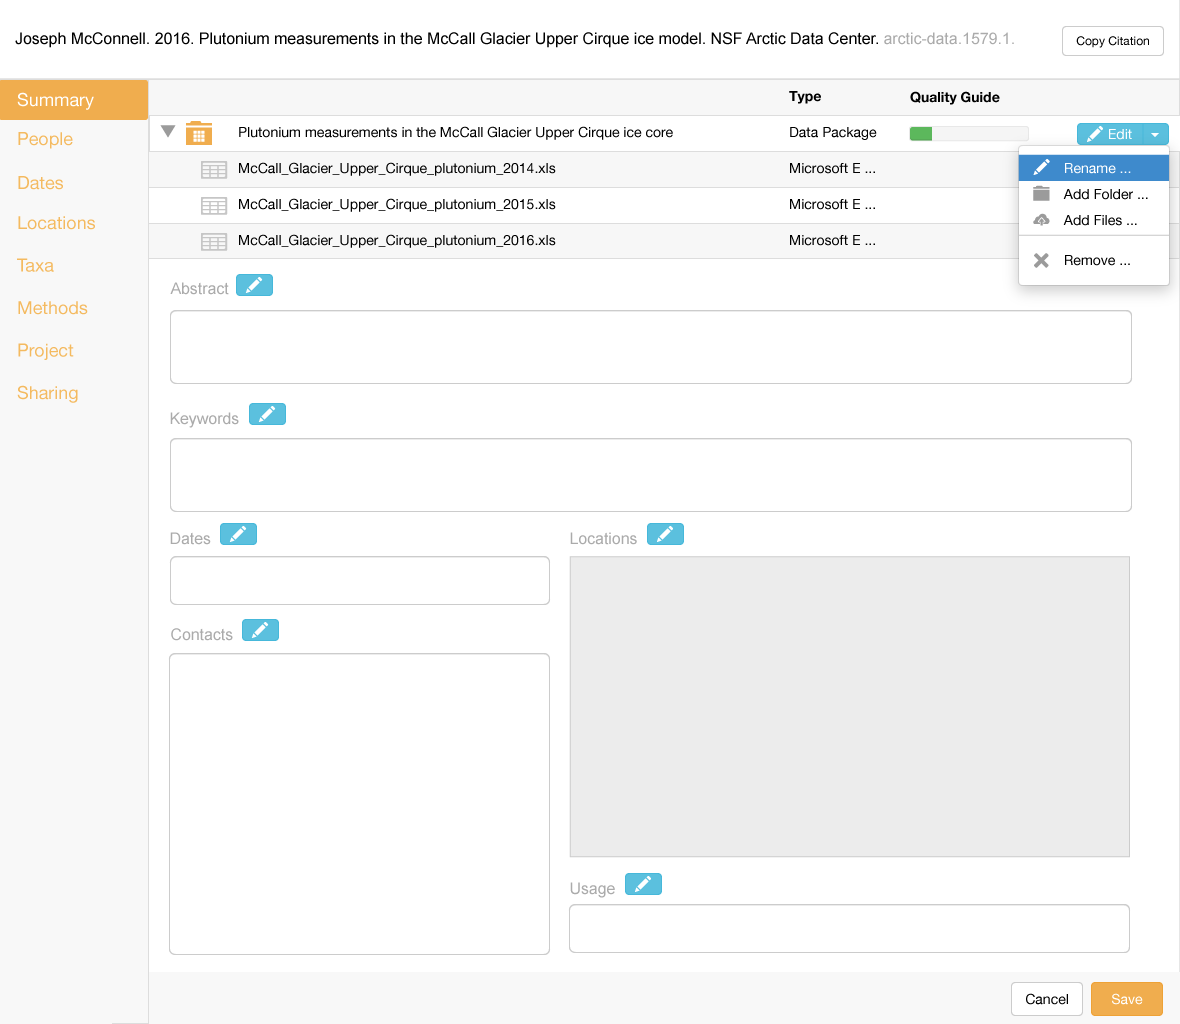 Joseph McConnell. 2016. Plutonium measurements in the McCall Glacier Upper Cirque ice model. NSF Arctic Data Center. arctic-data.1579.1.
Copy Citation
Summary
People
Dates
Locations
Taxa
Methods
Project
Sharing
Type Quality Guide
Plutonium measurements in the McCall Glacier Upper Cirque ice core Data Package Edit
McCall_Glacier_Upper_Cirque_plutonium_2014.xls Microsoft E ...
McCall_Glacier_Upper_Cirque_plutonium_2015.xls Microsoft E ...
McCall_Glacier_Upper_Cirque_plutonium_2016.xls Microsoft E ...
Rename ...
Add Folder ...
Add Files ...
Remove ...
Abstract
Keywords
Dates
Locations
Contacts
Usage
Cancel Save